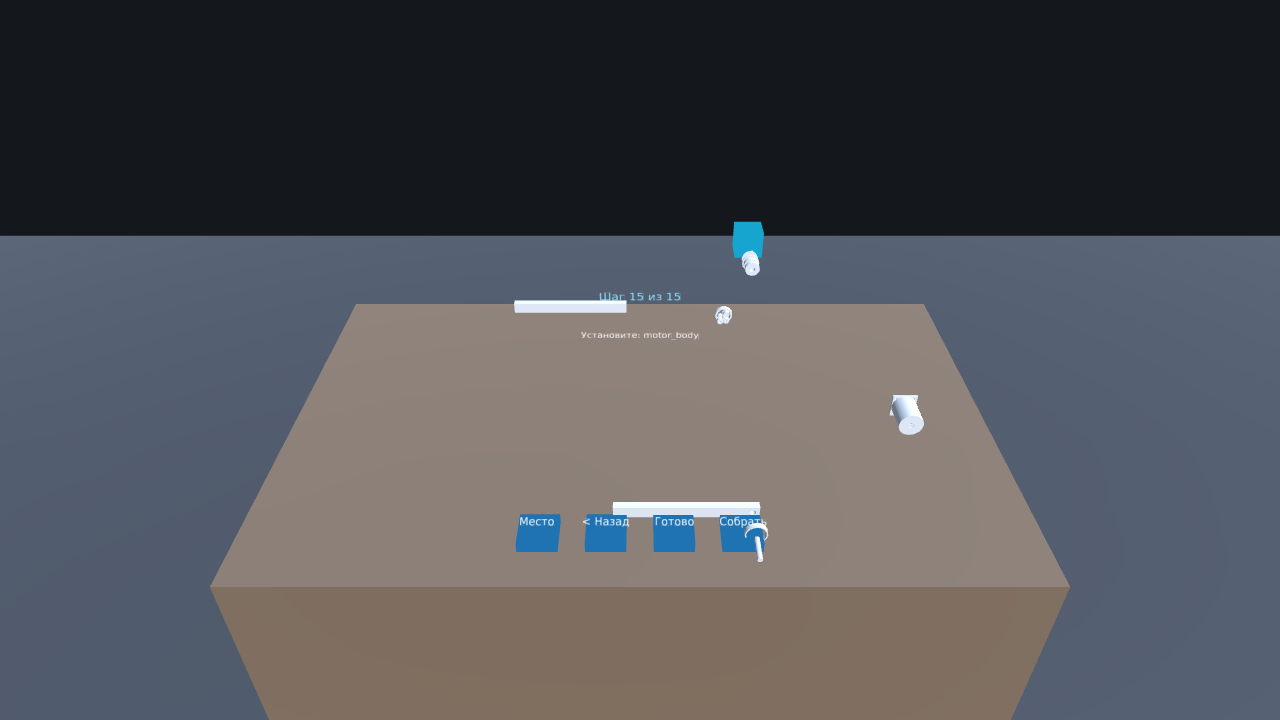 Шаг 15 из 15
Установите: motor_body
Место
< Назад
Готово
Собрать